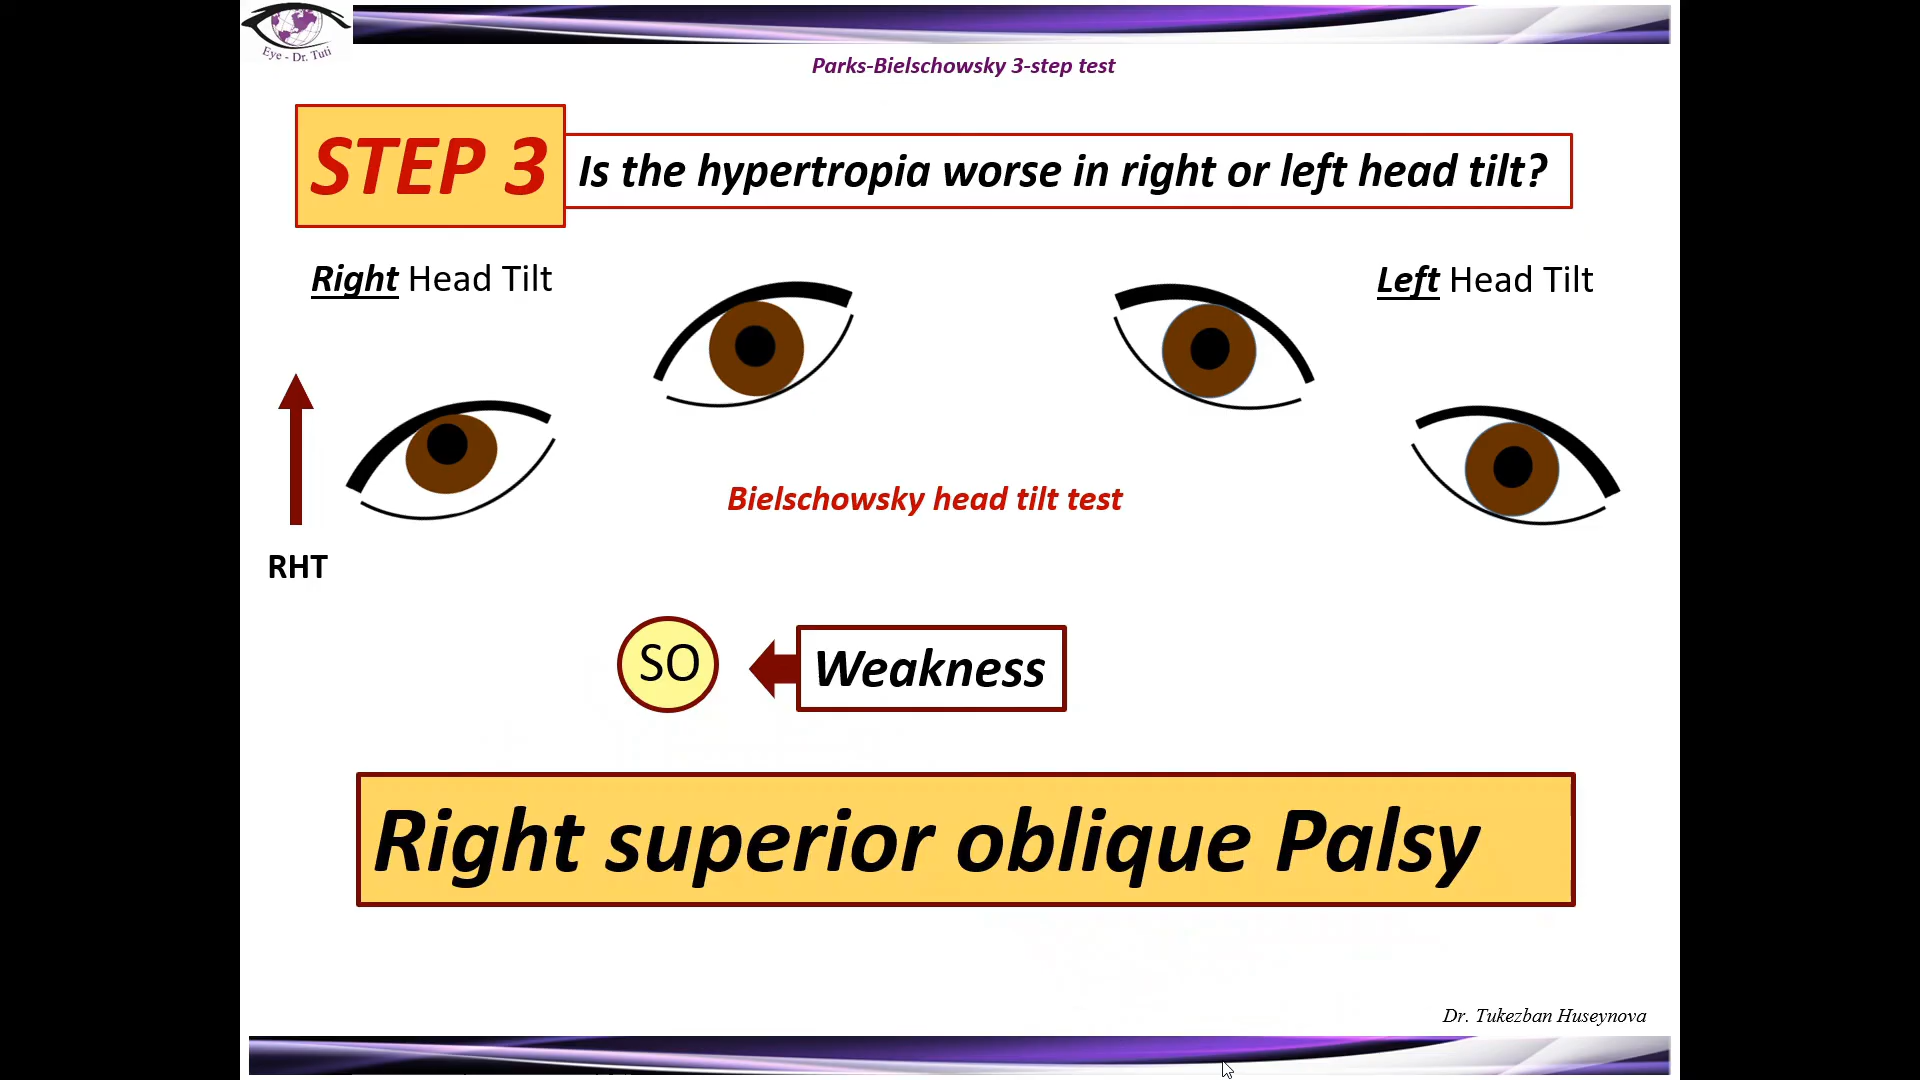 Eye - Dr. Tuti
Parks-Bielschowsky 3-step test
STEP 3
Is the hypertropia worse in right or left head tilt?
Right Head Tilt
Left Head Tilt
Bielschowsky head tilt test
RHT
SO
Weakness
Right superior oblique Palsy
Dr. Tukezban Huseynova